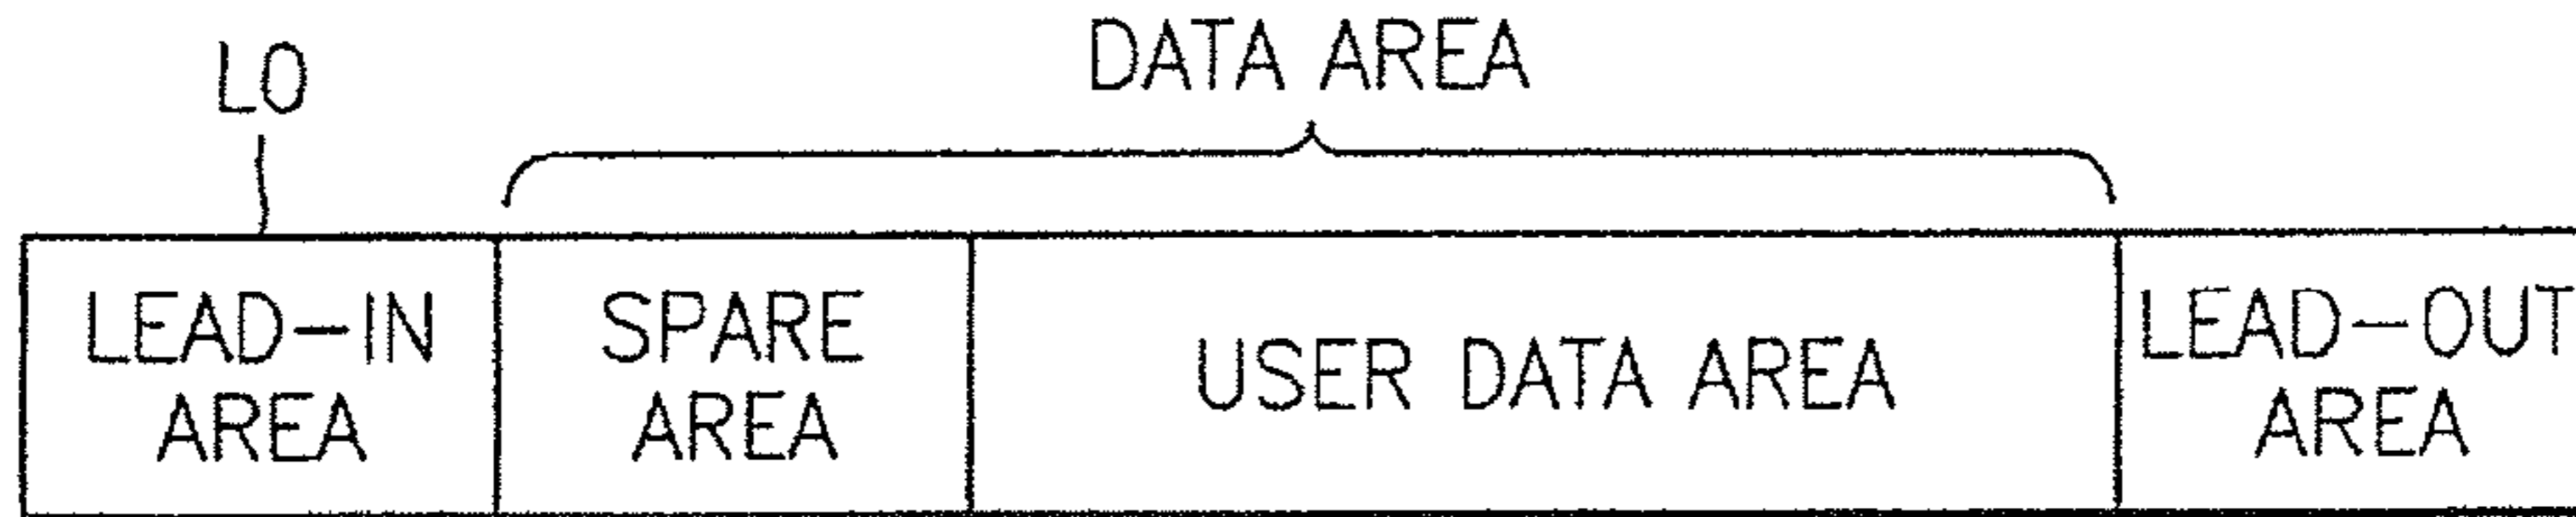 L0
DATA AREA
LEAD-IN
AREA
SPARE
AREA
USER DATA AREA
LEAD-OUT
AREA